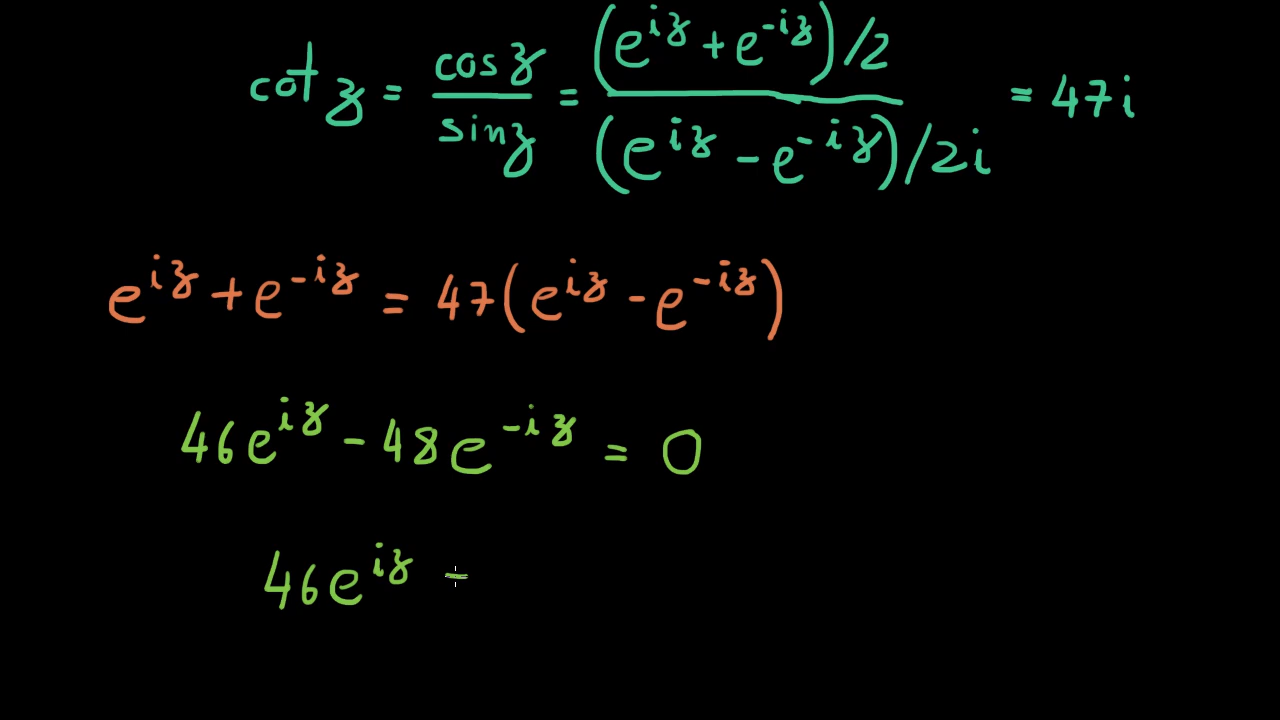 cot z = cos z / sin z = (e^{iz} + e^{-iz})/2 / (e^{iz} - e^{-iz})/2i = 47i
e^{iz} + e^{-iz} = 47(e^{iz} - e^{-iz})
46e^{iz} - 48e^{-iz} = 0
46e^{iz} =